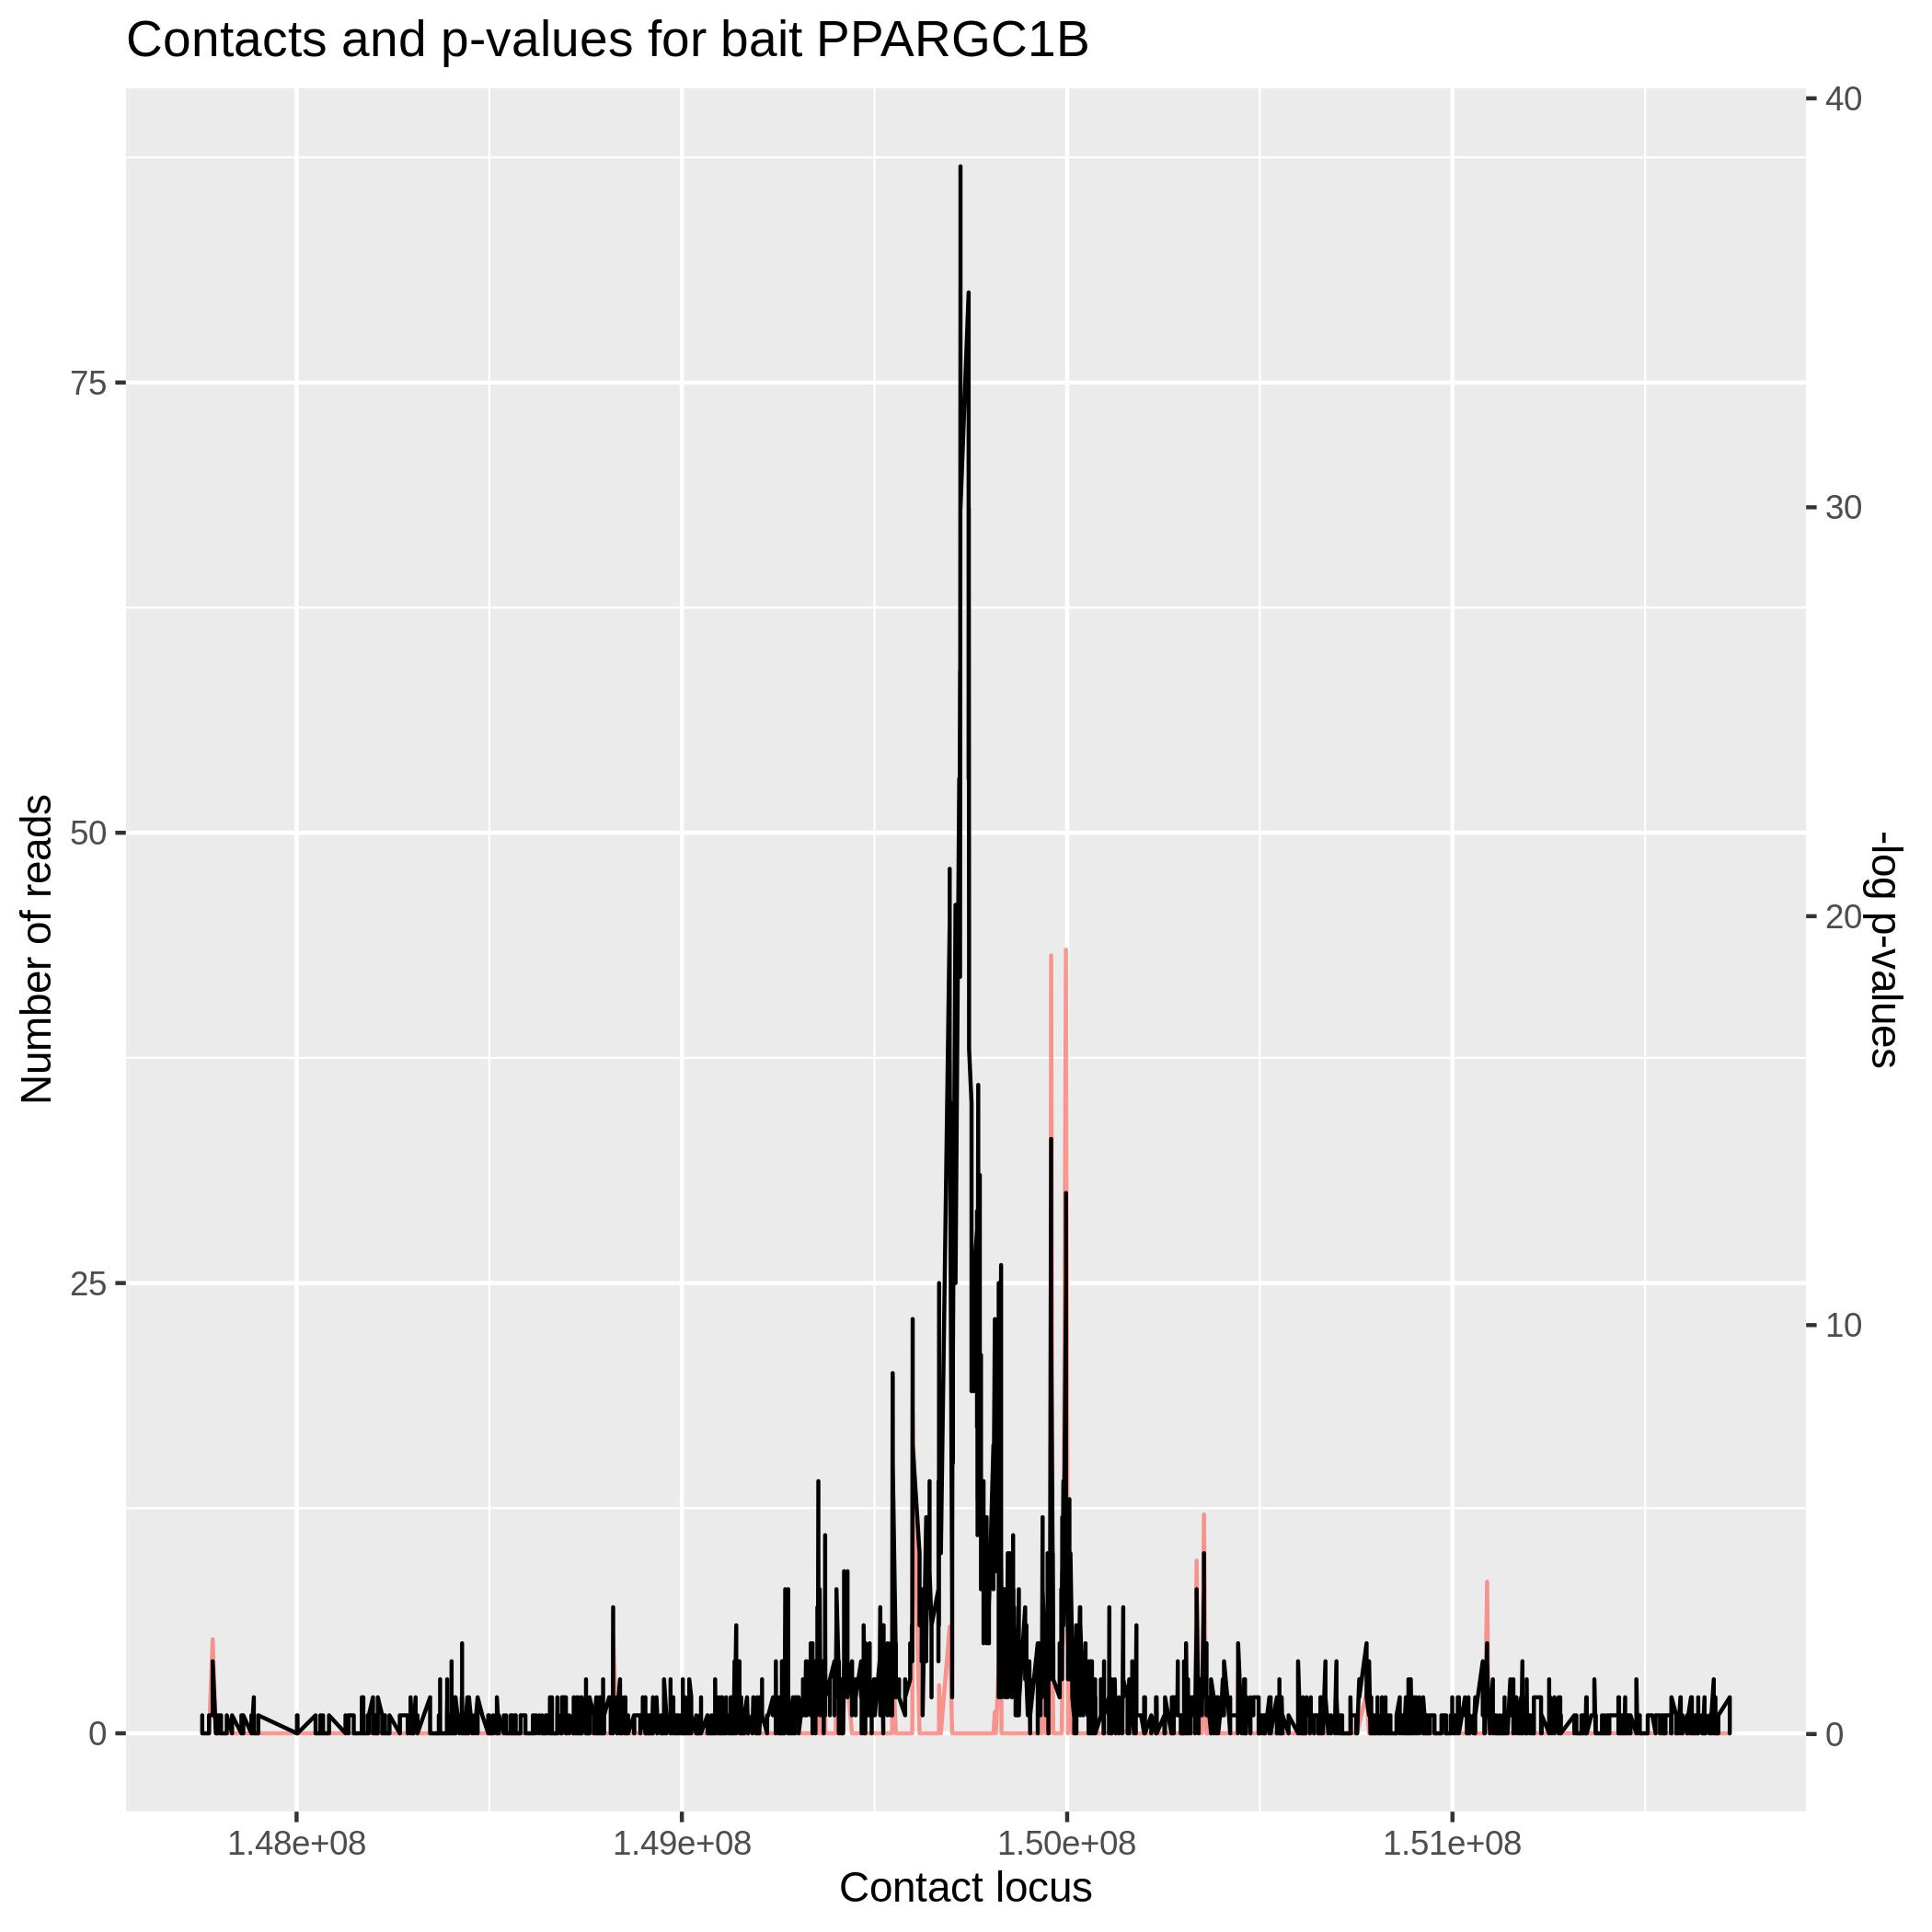 Contacts and p-values for bait PPARGC1B
Number of reads
75
50
25
0
40
30
20
10
0
-log p-values
1.48e+08
1.49e+08
1.50e+08
1.51e+08
Contact locus